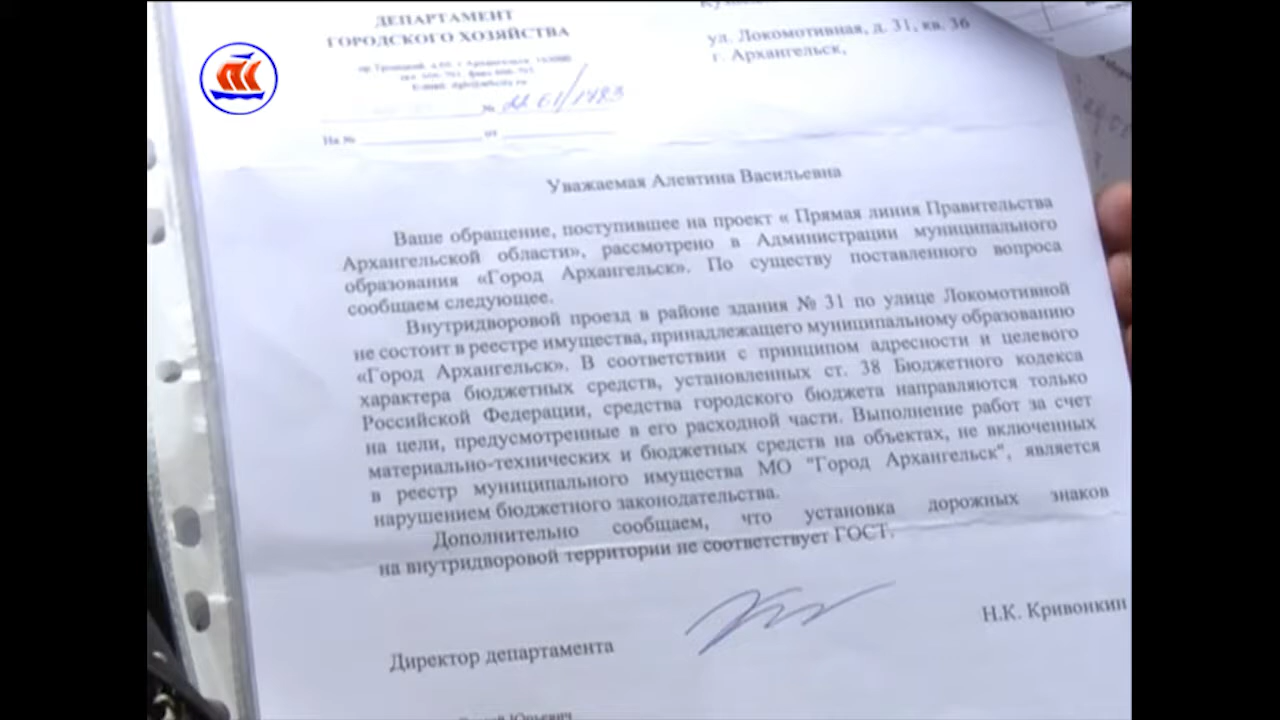 ДЕПАРТАМЕНТ
ГОРОДСКОГО ХОЗЯЙСТВА
ул. Локомотивная, д. 31, кв. 36
г. Архангельск,
№
На № от
Уважаемая Алевтина Васильевна
Ваше обращение, поступившее на проект « Прямая линия Правительства
Архангельской области», рассмотрено в Администрации муниципального
образования «Город Архангельск». По существу поставленного вопроса
сообщаем следующее.
Внутридворовой проезд в районе здания № 31 по улице Локомотивной
не состоит в реестре имущества, принадлежащего муниципальному образованию
«Город Архангельск». В соответствии с принципом адресности и целевого
характера бюджетных средств, установленных ст. 38 Бюджетного кодекса
Российской Федерации, средства городского бюджета направляются только
на цели, предусмотренные в его расходной части. Выполнение работ за счет
материально-технических и бюджетных средств на объектах, не включенных
в реестр муниципального имущества МО "Город Архангельск", является
нарушением бюджетного законодательства.
Дополнительно сообщаем, что установка дорожных знаков
на внутридворовой территории не соответствует ГОСТ.
Директор департамента
Н.К. Кривонкин